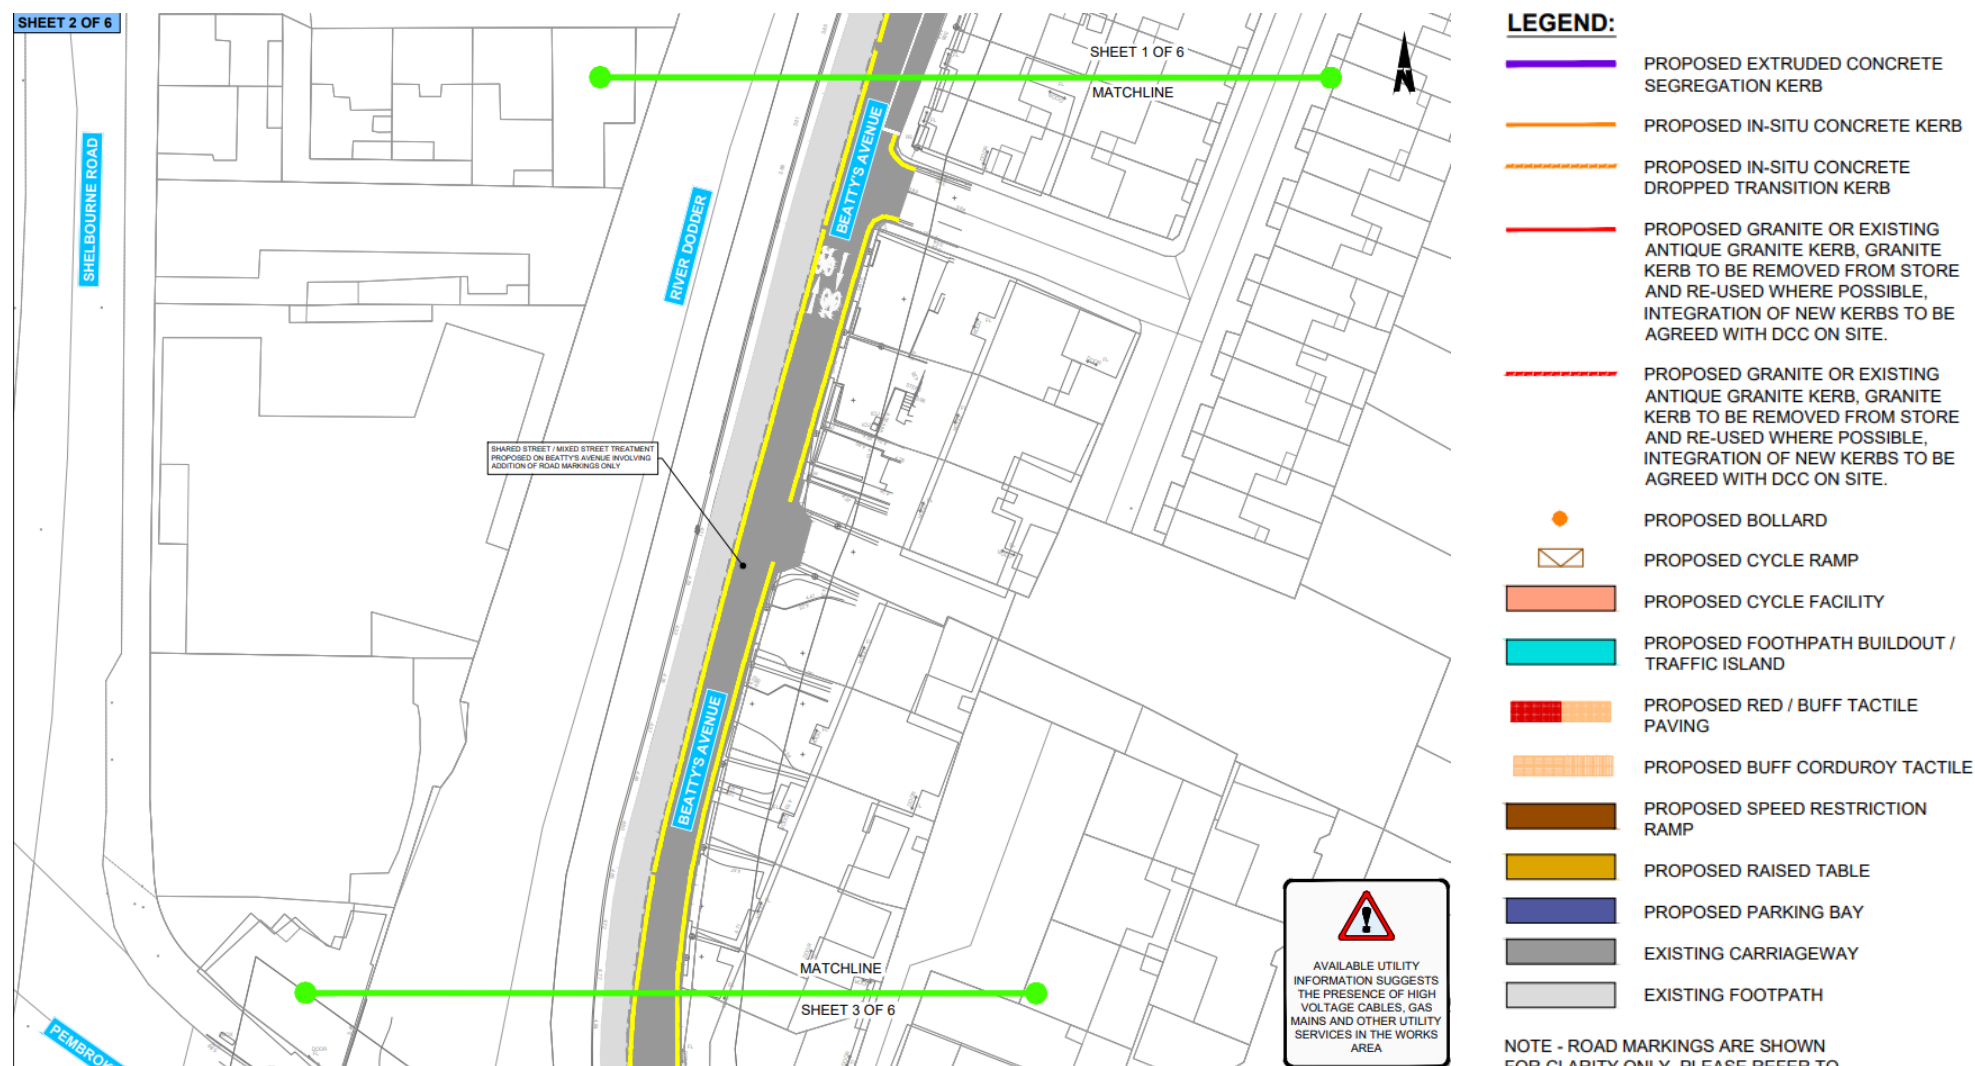 SHEET 2 OF 6
SHEET 1 OF 6
MATCHLINE
SHELBOURNE ROAD
RIVER DODDER
BEATTY'S AVENUE
SHARED STREET / MIXED STREET TREATMENT
PROPOSED ON BEATTY'S AVENUE INVOLVING
ADDITION OF ROAD MARKINGS ONLY
BEATTY'S AVENUE
MATCHLINE
SHEET 3 OF 6
PEMBRO
AVAILABLE UTILITY
INFORMATION SUGGESTS
THE PRESENCE OF HIGH
VOLTAGE CABLES, GAS
MAINS AND OTHER UTILITY
SERVICES IN THE WORKS
AREA
N
LEGEND:
PROPOSED EXTRUDED CONCRETE
SEGREGATION KERB
PROPOSED IN-SITU CONCRETE KERB
PROPOSED IN-SITU CONCRETE
DROPPED TRANSITION KERB
PROPOSED GRANITE OR EXISTING
ANTIQUE GRANITE KERB, GRANITE
KERB TO BE REMOVED FROM STORE
AND RE-USED WHERE POSSIBLE,
INTEGRATION OF NEW KERBS TO BE
AGREED WITH DCC ON SITE.
PROPOSED GRANITE OR EXISTING
ANTIQUE GRANITE KERB, GRANITE
KERB TO BE REMOVED FROM STORE
AND RE-USED WHERE POSSIBLE,
INTEGRATION OF NEW KERBS TO BE
AGREED WITH DCC ON SITE.
PROPOSED BOLLARD
PROPOSED CYCLE RAMP
PROPOSED CYCLE FACILITY
PROPOSED FOOTHPATH BUILDOUT /
TRAFFIC ISLAND
PROPOSED RED / BUFF TACTILE
PAVING
PROPOSED BUFF CORDUROY TACTILE
PROPOSED SPEED RESTRICTION
RAMP
PROPOSED RAISED TABLE
PROPOSED PARKING BAY
EXISTING CARRIAGEWAY
EXISTING FOOTPATH
NOTE - ROAD MARKINGS ARE SHOWN
FOR CLARITY ONLY. PLEASE REFER TO